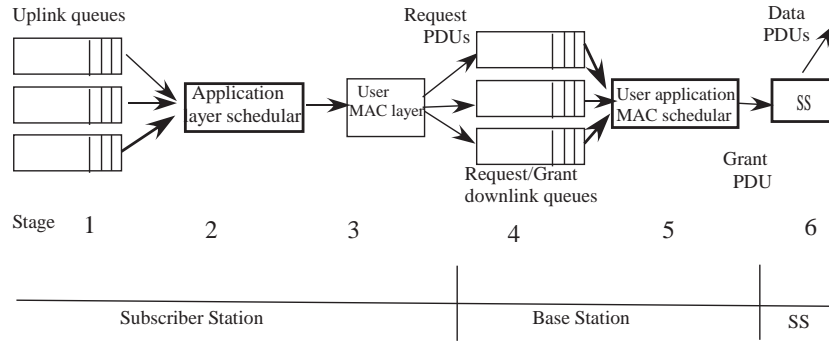 Uplink queues
Application
layer schedular
User
MAC layer
Request
PDUs
Request/Grant
downlink queues
User application
MAC schedular
Grant
PDU
Data
PDUs
SS
Stage 1 2 3 4 5 6
Subscriber Station Base Station SS